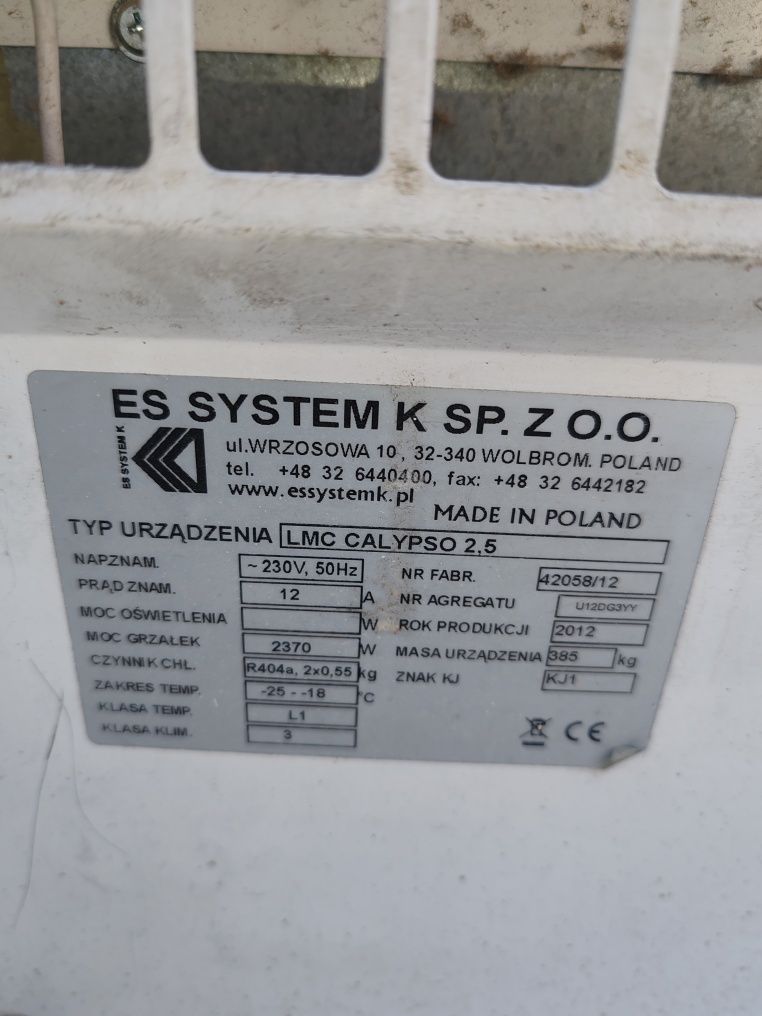 ES SYSTEM K SP. Z O.O.
ES SYSTEM K
ul.WRZOSOWA 10, 32-340 WOLBROM. POLAND
tel. +48 32 6440400, fax: +48 32 6442182
www.essystemk.pl
MADE IN POLAND
TYP URZĄDZENIA LMC CALYPSO 2,5
NAPZNAM. ~ 230V, 50Hz NR FABR. 42058/12
PRĄD ZNAM. 12 A NR AGREGATU U12DG3YY
MOC OŚWIETLENIA W ROK PRODUKCJI 2012
MOC GRZAŁEK 2370 W MASA URZĄDZENIA 385 kg
CZYNNIK CHŁ. R404a, 2x0,55 kg ZNAK KJ KJ1
ZAKRES TEMP. -25 - -18 °C
KLASA TEMP. L1
KLASA KLIM. 3
CE